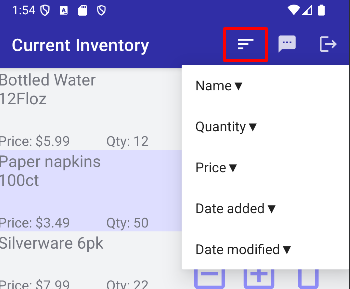 1:54
Current Inventory
Bottled Water
12Floz
Price: $5.99 Qty: 12
Paper napkins
100ct
Price: $3.49 Qty: 50
Silverware 6pk
Price: $7.99 Qty: 22
Name ▼
Quantity ▼
Price ▼
Date added ▼
Date modified ▼